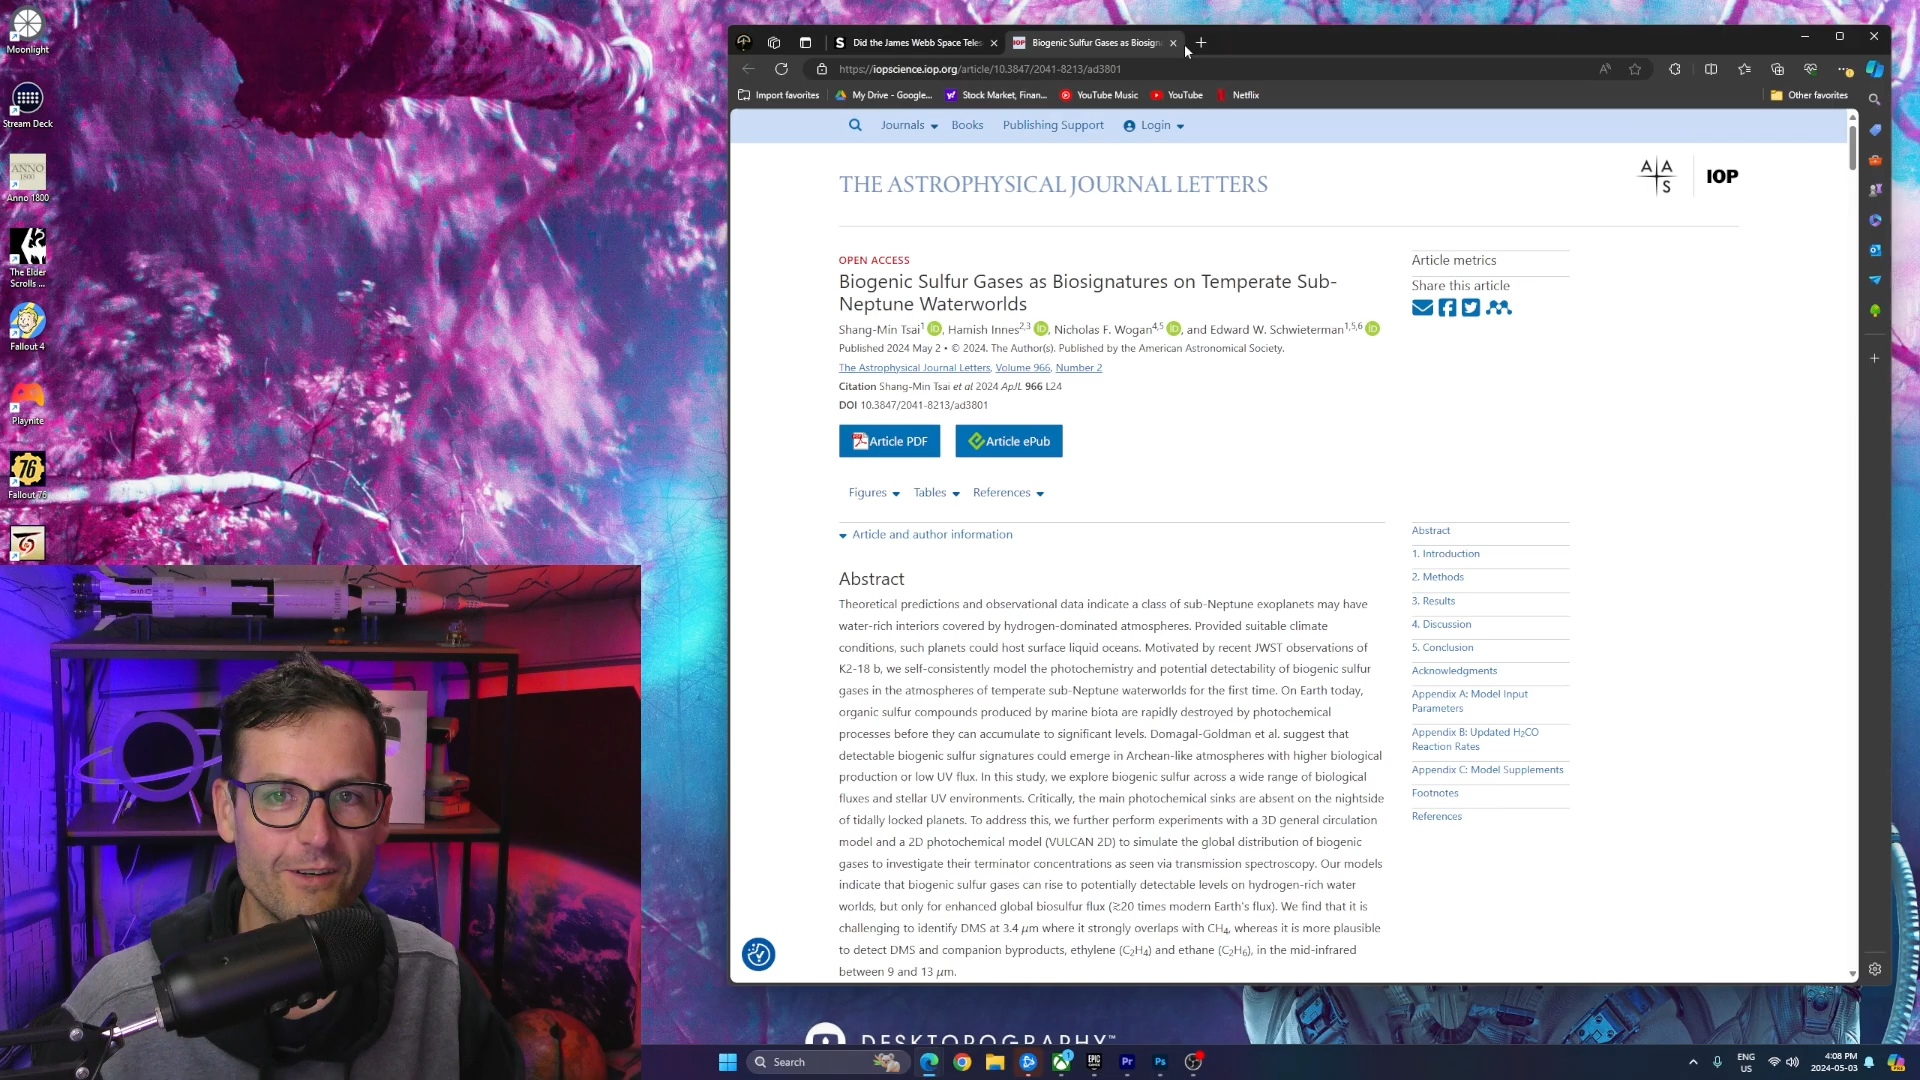 Moonlight
Stream Deck
ANNO
1800
Anno 1800
The Elder
Scrolls ...
Fallout 4
Playnite
76
Fallout 76
Did the James Webb Space Teles
IOP Biogenic Sulfur Gases as Biosign
https://iopscience.iop.org/article/10.3847/2041-8213/ad3801
Import favorites
My Drive - Google...
Stock Market, Finan...
YouTube Music
YouTube
Netflix
Other favorites
Journals
Books
Publishing Support
Login
THE ASTROPHYSICAL JOURNAL LETTERS
A A
S
IOP
OPEN ACCESS
Biogenic Sulfur Gases as Biosignatures on Temperate Sub-
Neptune Waterworlds
Shang-Min Tsai1 iD, Hamish Innes2,3 iD, Nicholas F. Wogan4,5 iD, and Edward W. Schwieterman1,5,6 iD
Published 2024 May 2 • © 2024. The Author(s). Published by the American Astronomical Society.
The Astrophysical Journal Letters, Volume 966, Number 2
Citation Shang-Min Tsai et al 2024 ApJL 966 L24
DOI 10.3847/2041-8213/ad3801
Article PDF
Article ePub
Figures
Tables
References
Article and author information
Abstract
Theoretical predictions and observational data indicate a class of sub-Neptune exoplanets may have
water-rich interiors covered by hydrogen-dominated atmospheres. Provided suitable climate
conditions, such planets could host surface liquid oceans. Motivated by recent JWST observations of
K2-18 b, we self-consistently model the photochemistry and potential detectability of biogenic sulfur
gases in the atmospheres of temperate sub-Neptune waterworlds for the first time. On Earth today,
organic sulfur compounds produced by marine biota are rapidly destroyed by photochemical
processes before they can accumulate to significant levels. Domagal-Goldman et al. suggest that
detectable biogenic sulfur signatures could emerge in Archean-like atmospheres with higher biological
production or low UV flux. In this study, we explore biogenic sulfur across a wide range of biological
fluxes and stellar UV environments. Critically, the main photochemical sinks are absent on the nightside
of tidally locked planets. To address this, we further perform experiments with a 3D general circulation
model and a 2D photochemical model (VULCAN 2D) to simulate the global distribution of biogenic
gases to investigate their terminator concentrations as seen via transmission spectroscopy. Our models
indicate that biogenic sulfur gases can rise to potentially detectable levels on hydrogen-rich water
worlds, but only for enhanced global biosulfur flux (≳20 times modern Earth's flux). We find that it is
challenging to identify DMS at 3.4 μm where it strongly overlaps with CH4, whereas it is more plausible
to detect DMS and companion byproducts, ethylene (C2H4) and ethane (C2H6), in the mid-infrared
between 9 and 13 μm.
Article metrics
Share this article
Abstract
1. Introduction
2. Methods
3. Results
4. Discussion
5. Conclusion
Acknowledgments
Appendix A: Model Input
Parameters
Appendix B: Updated H2CO
Reaction Rates
Appendix C: Model Supplements
Footnotes
References
DESKTOPOGRAPHY™
Search
EPIC
Pr
Ps
ENG
US
4:08 PM
2024-05-03